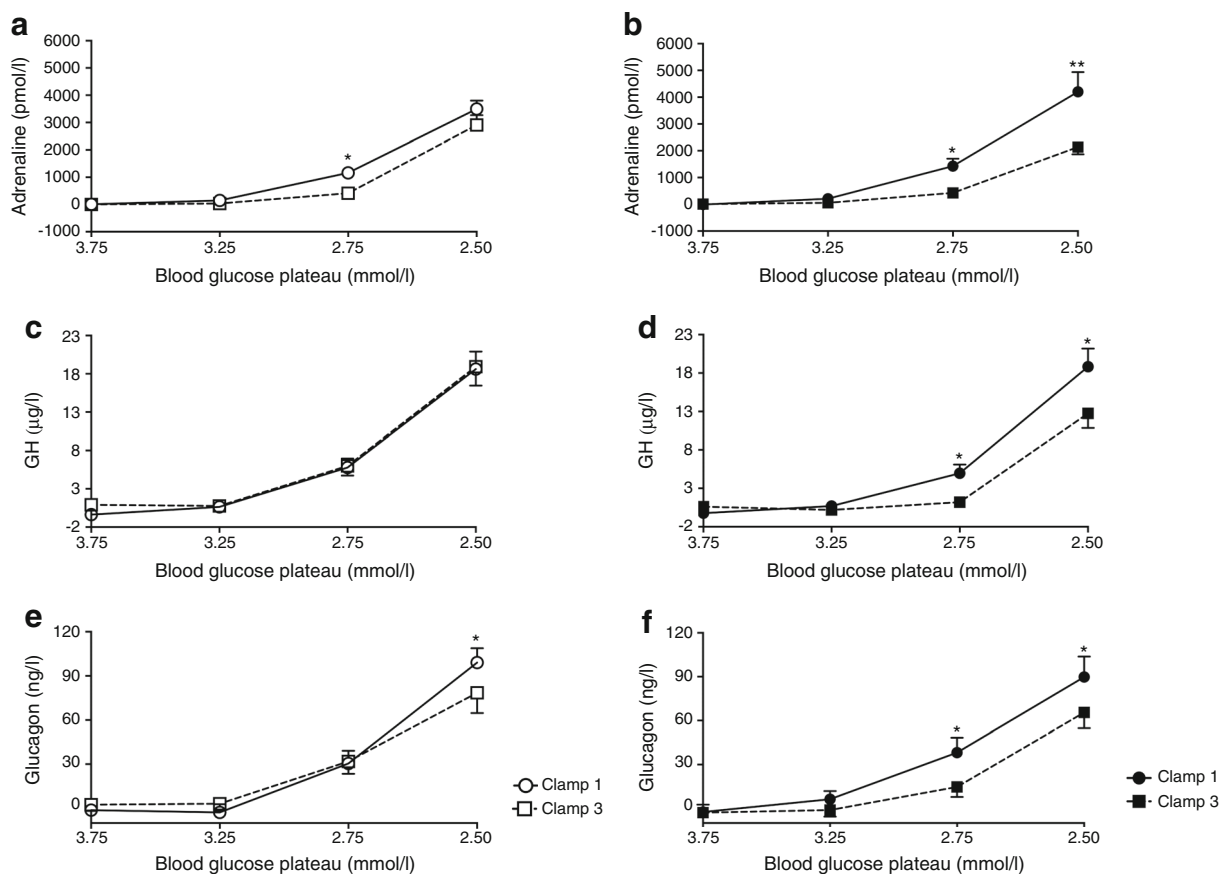 a
Adrenaline (pmol/l)
6000
5000
4000
3000
2000
1000
0
-1000
*
3.75 3.25 2.75 2.50
Blood glucose plateau (mmol/l)
b
Adrenaline (pmol/l)
6000
5000
4000
3000
2000
1000
0
-1000
*
**
3.75 3.25 2.75 2.50
Blood glucose plateau (mmol/l)
c
GH (μg/l)
23
18
13
8
3
-2
3.75 3.25 2.75 2.50
Blood glucose plateau (mmol/l)
d
GH (μg/l)
23
18
13
8
3
-2
*
*
3.75 3.25 2.75 2.50
Blood glucose plateau (mmol/l)
e
Glucagon (ng/l)
120
90
60
30
0
*
3.75 3.25 2.75 2.50
Blood glucose plateau (mmol/l)
Clamp 1
Clamp 3
f
Glucagon (ng/l)
120
90
60
30
0
*
*
3.75 3.25 2.75 2.50
Blood glucose plateau (mmol/l)
Clamp 1
Clamp 3